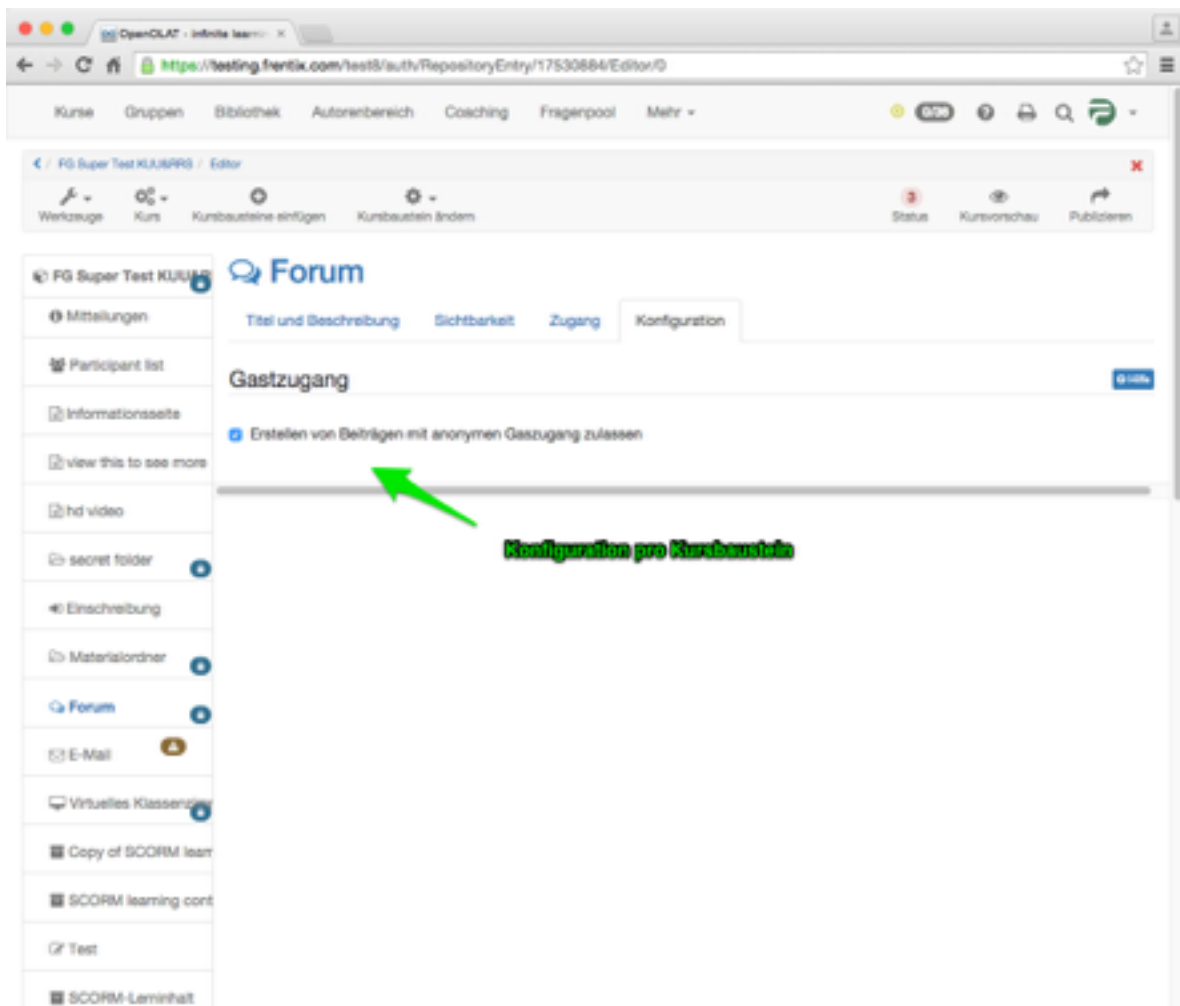 OpenOLAT - infinite learnin
https://testing.frentix.com/test8/auth/RepositoryEntry/17530884/Editor/0
Kurse Gruppen Bibliothek Autorenbereich Coaching Fragenpool Mehr
/ FG Super Test / Editor
Werkzeuge Kurs Kursbausteine einfügen Kursbaustein ändern 3 Status Kursvorschau Publizieren
FG Super Test
Forum
Mitteilungen
Titel und Beschreibung Sichtbarkeit Zugang Konfiguration
Participant list
Gastzugang
Hilfe
Informationsseite
Erstellen von Beiträgen mit anonymen Gaszugang zulassen
view this to see more
hd video
Konfiguration pro Kursbaustein
secret folder
Einschreibung
Materialordner
Forum
E-Mail
Virtuelles
Copy of SCORM learn
SCORM learning cont
Test
SCORM-Lerninhalt